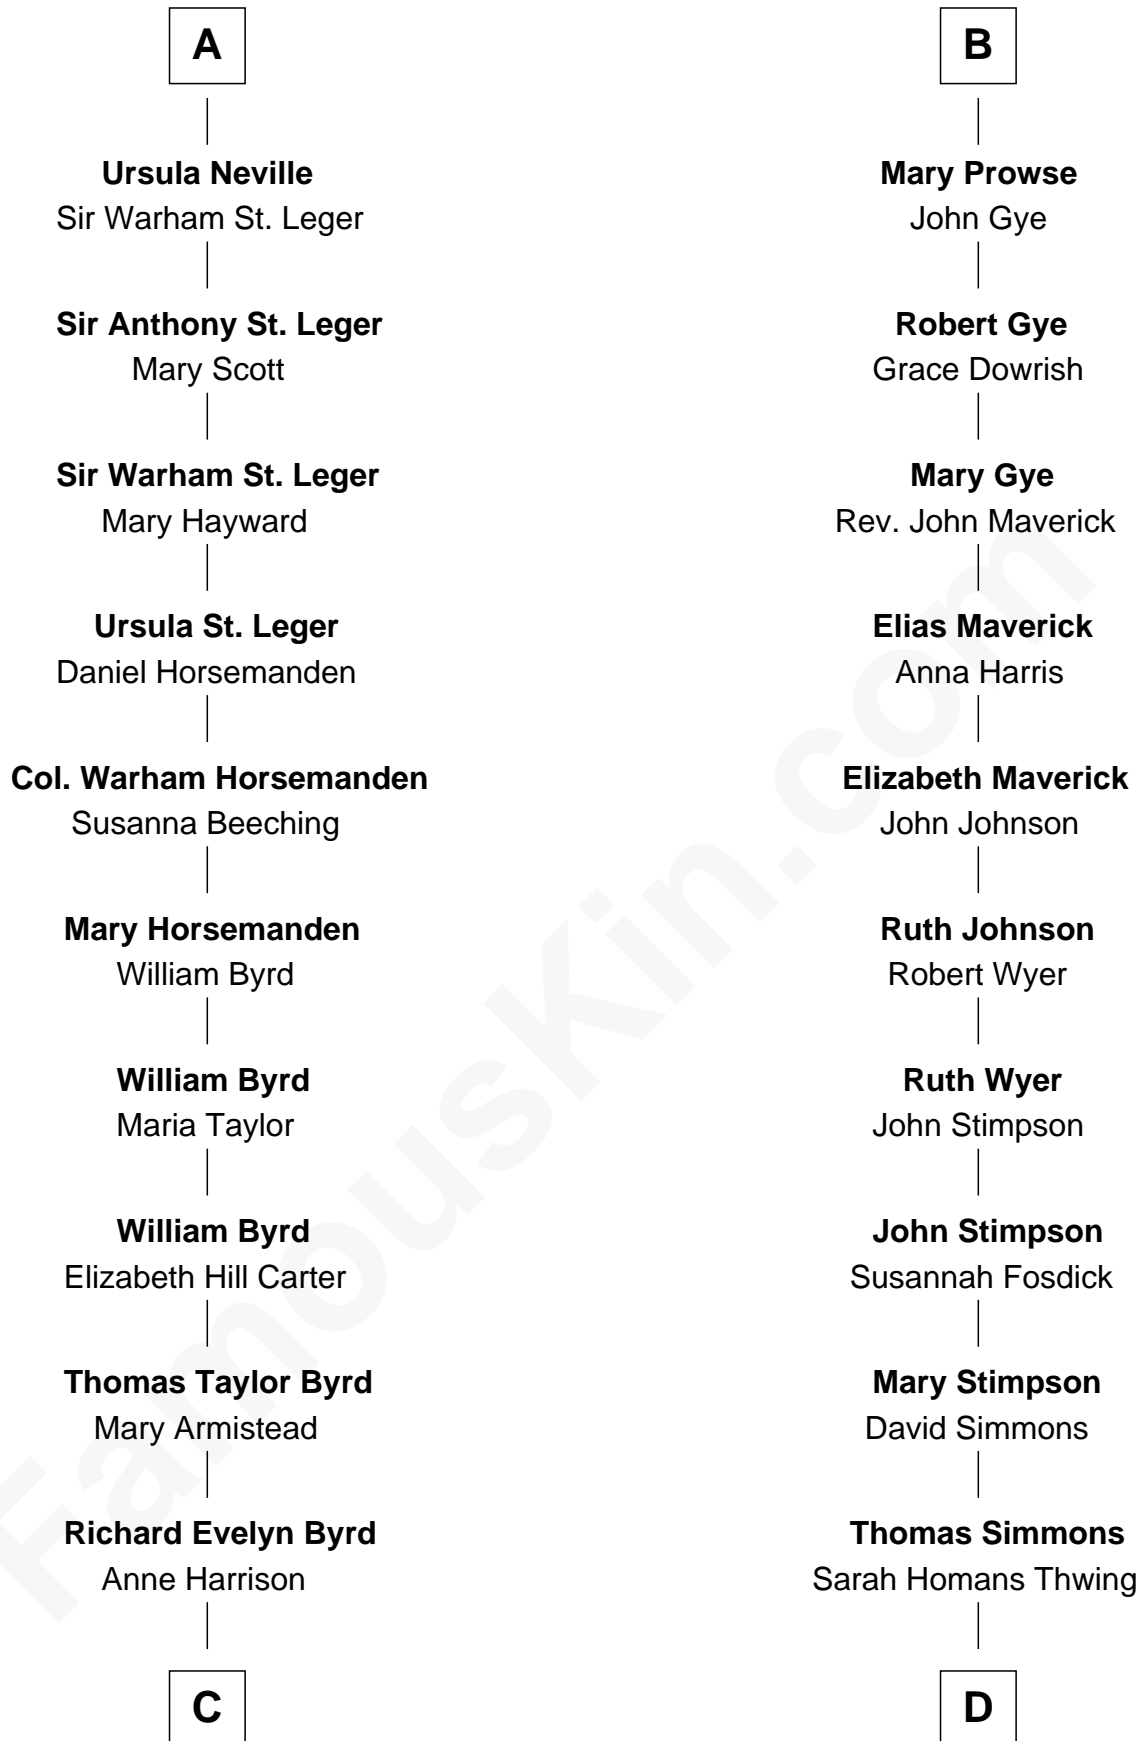 A
Ursula Neville
Sir Warham St. Leger
Sir Anthony St. Leger
Mary Scott
Sir Warham St. Leger
Mary Hayward
Ursula St. Leger
Daniel Horsemanden
Col. Warham Horsemanden
Susanna Beeching
Mary Horsemanden
William Byrd
William Byrd
Maria Taylor
William Byrd
Elizabeth Hill Carter
Thomas Taylor Byrd
Mary Armistead
Richard Evelyn Byrd
Anne Harrison
C
B
Mary Prowse
John Gye
Robert Gye
Grace Dowrish
Mary Gye
Rev. John Maverick
Elias Maverick
Anna Harris
Elizabeth Maverick
John Johnson
Ruth Johnson
Robert Wyer
Ruth Wyer
John Stimpson
John Stimpson
Susannah Fosdick
Mary Stimpson
David Simmons
Thomas Simmons
Sarah Homans Thwing
D
FamousKin.com